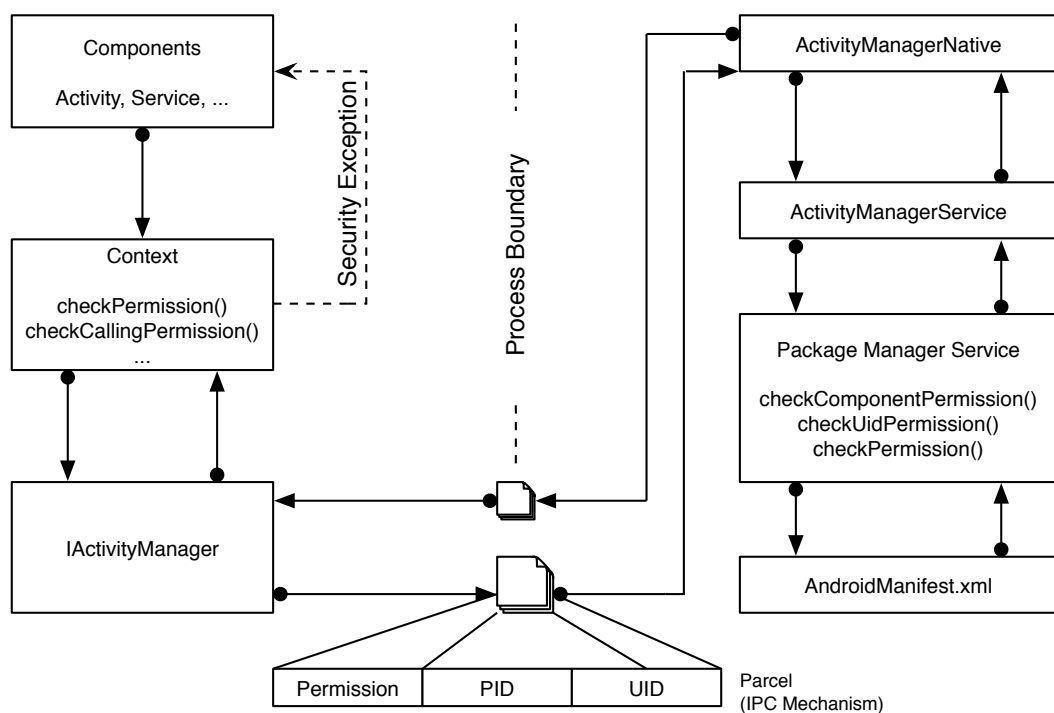 Components
Activity, Service, ...
Context
checkPermission()
checkCallingPermission()
...
IActivityManager
Security Exception
Process Boundary
ActivityManagerNative
ActivityManagerService
Package Manager Service
checkComponentPermission()
checkUidPermission()
checkPermission()
AndroidManifest.xml
Permission
PID
UID
Parcel
(IPC Mechanism)